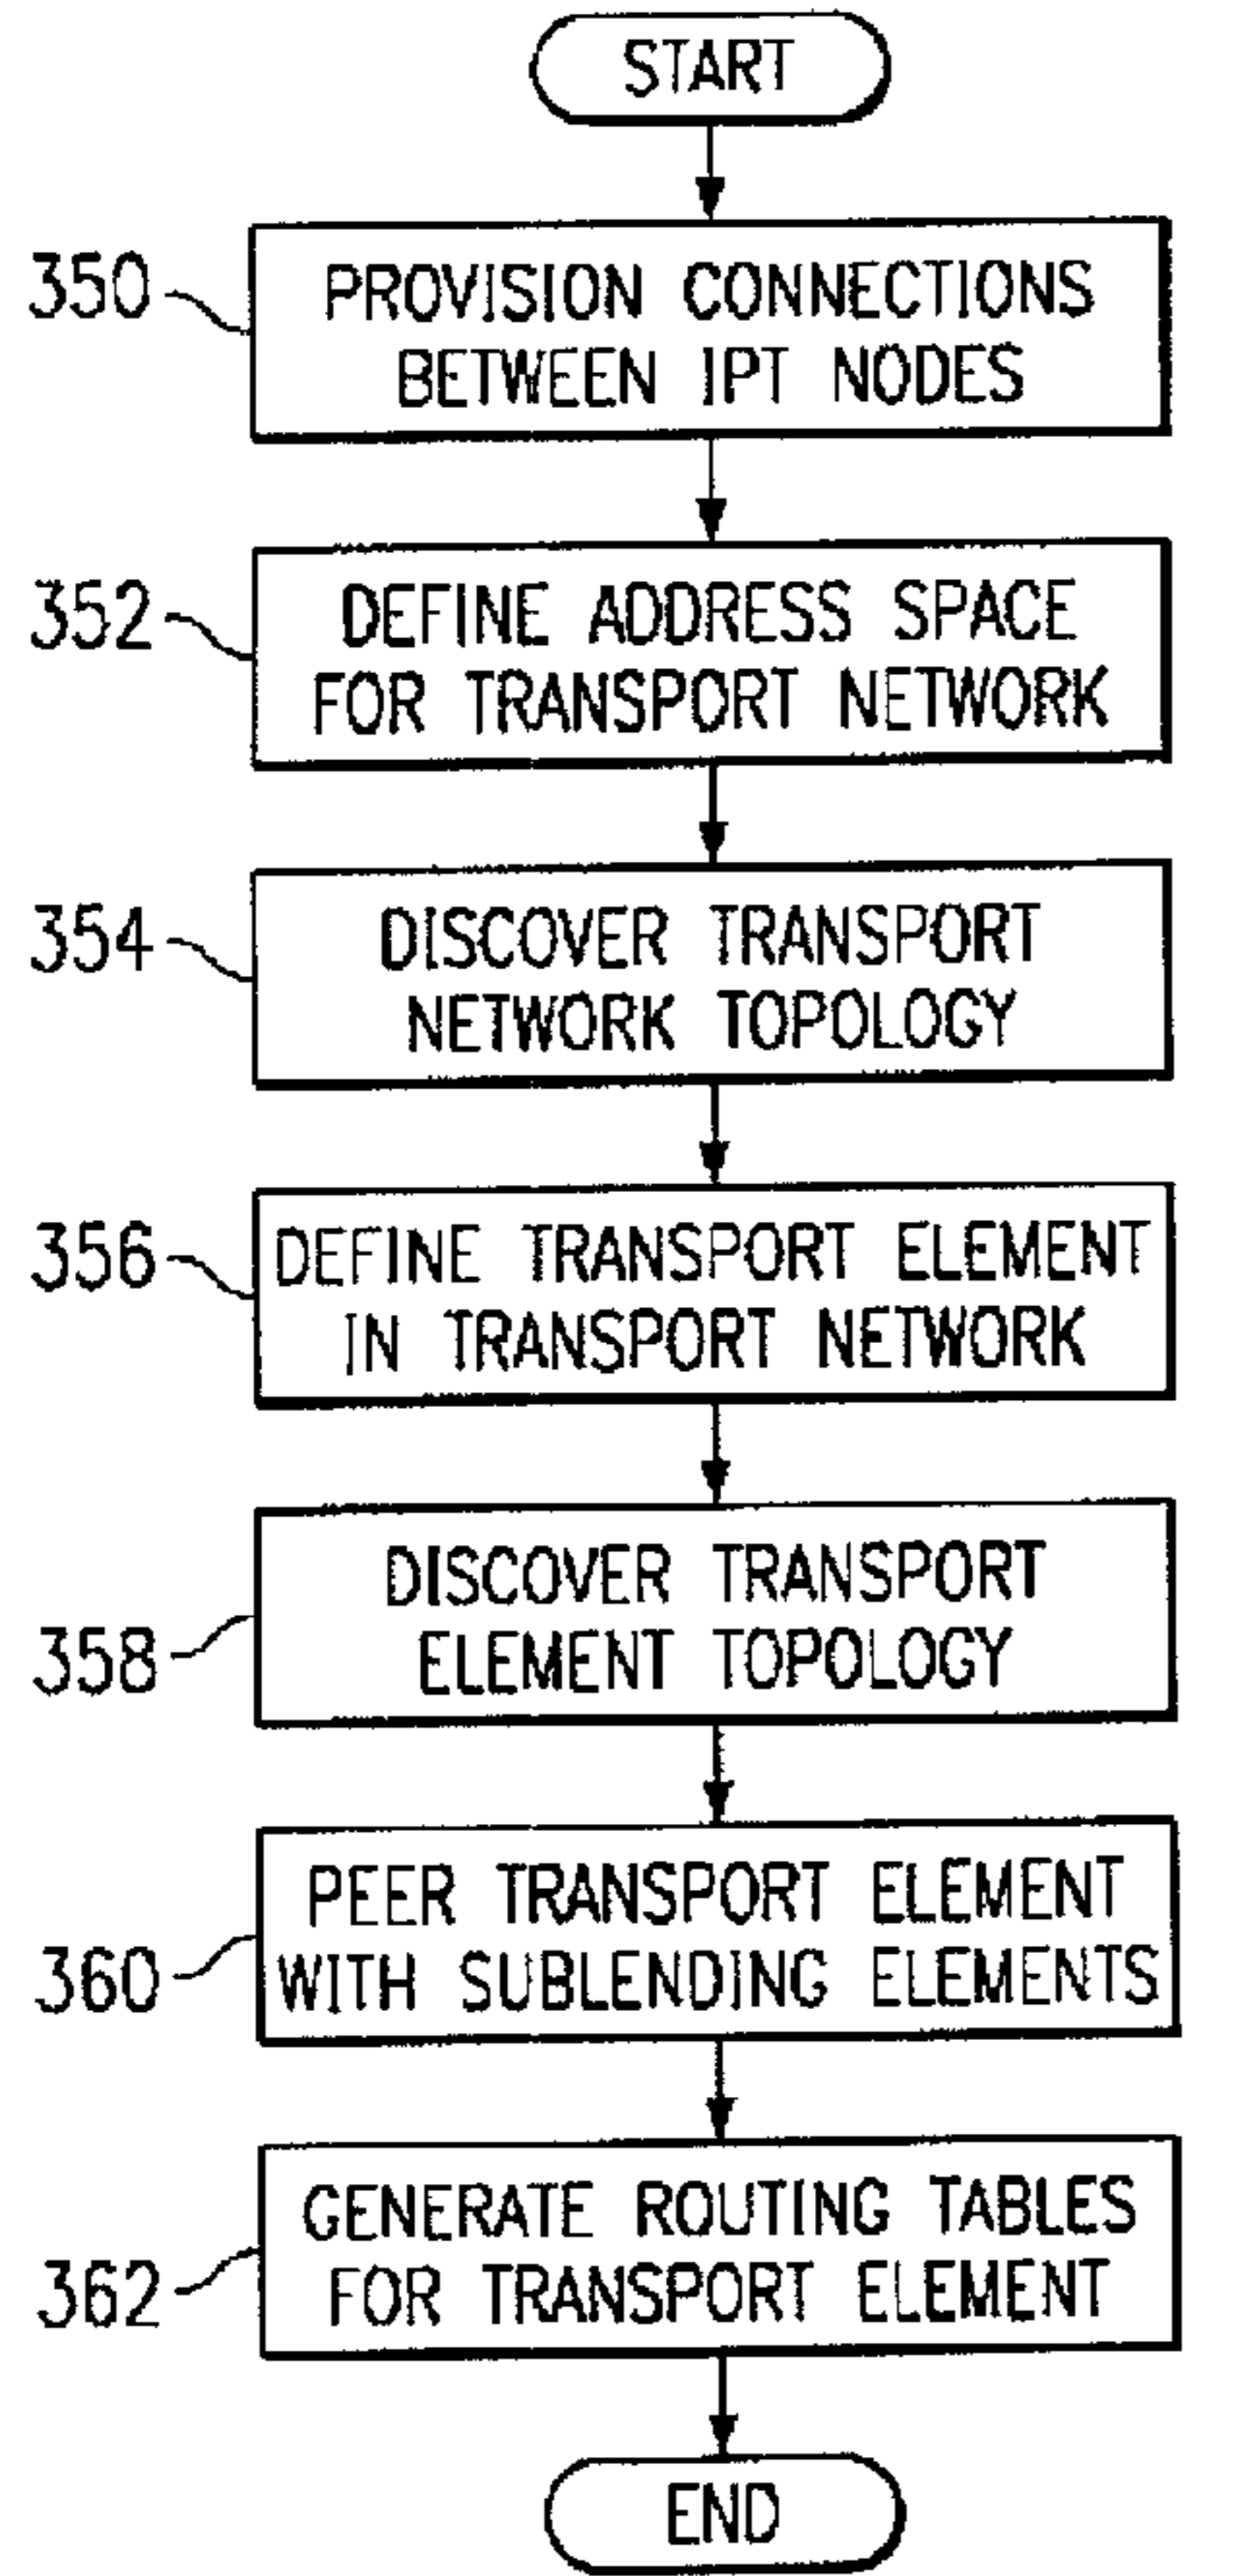 START
350
PROVISION CONNECTIONS
BETWEEN IPT NODES
352
DEFINE ADDRESS SPACE
FOR TRANSPORT NETWORK
354
DISCOVER TRANSPORT
NETWORK TOPOLOGY
356
DEFINE TRANSPORT ELEMENT
IN TRANSPORT NETWORK
358
DISCOVER TRANSPORT
ELEMENT TOPOLOGY
360
PEER TRANSPORT ELEMENT
WITH SUBLENDING ELEMENTS
362
GENERATE ROUTING TABLES
FOR TRANSPORT ELEMENT
END